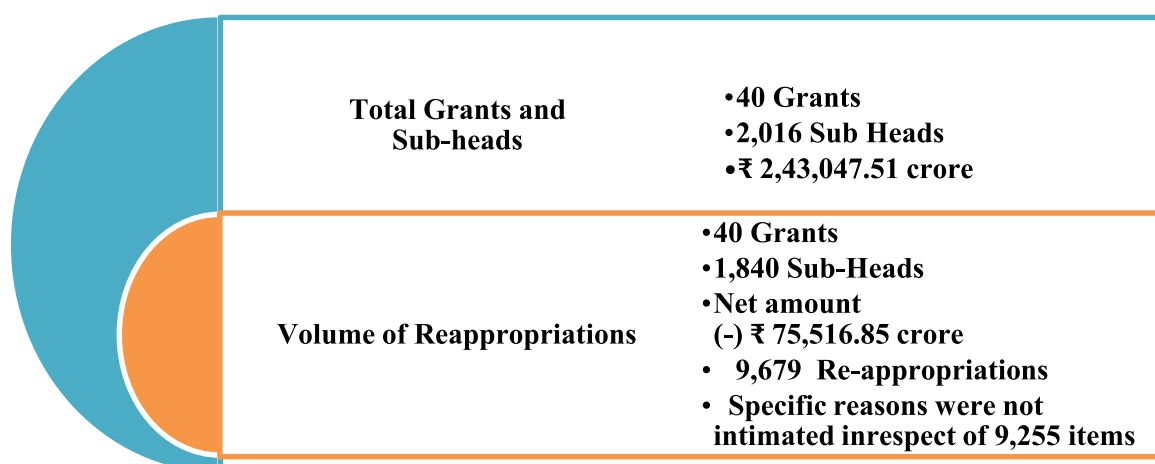 Total Grants and
Sub-heads
•40 Grants
•2,016 Sub Heads
•₹ 2,43,047.51 crore
Volume of Reappropriations
•40 Grants
•1,840 Sub-Heads
•Net amount
(-) ₹ 75,516.85 crore
• 9,679 Re-appropriations
• Specific reasons were not
intimated inrespect of 9,255 items